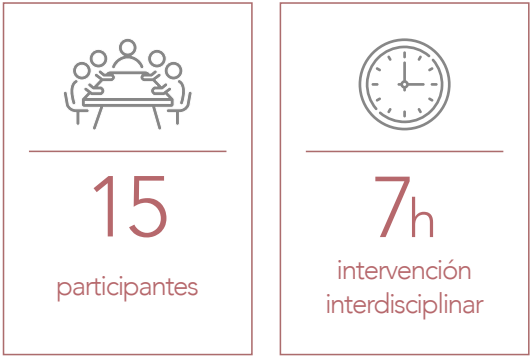 15
participantes
7h
intervención
interdisciplinar